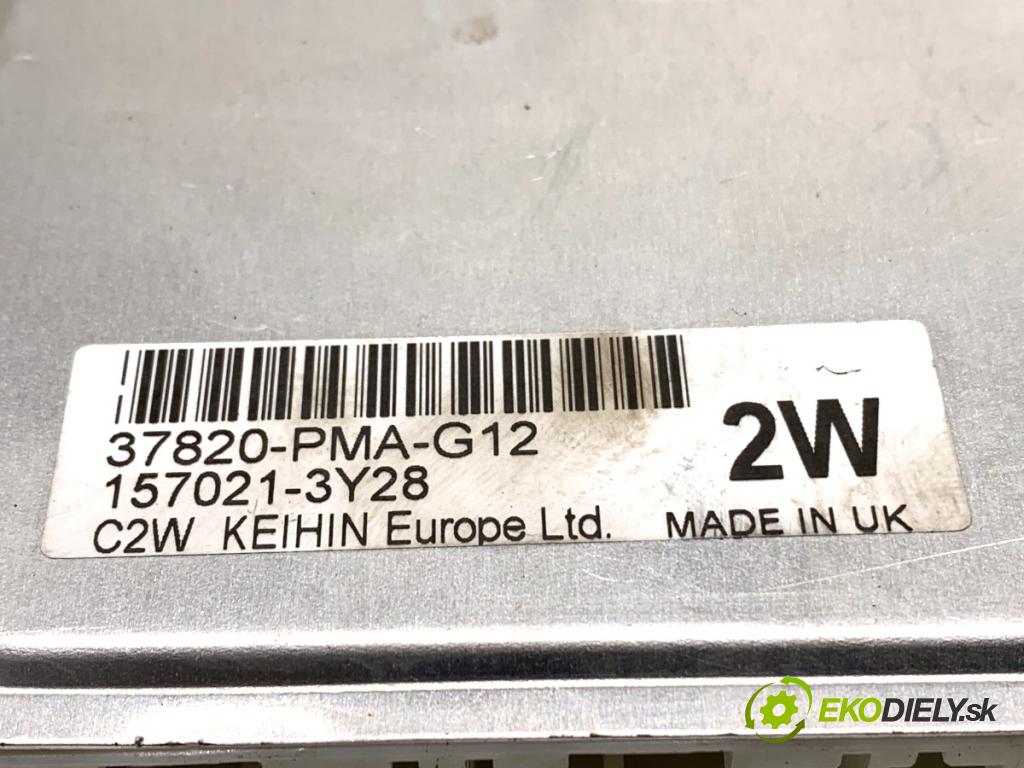 37820-PMA-G12
2W
157021-3Y28
C2W KEIHIN Europe Ltd. MADE IN UK
EKODIELY.sk